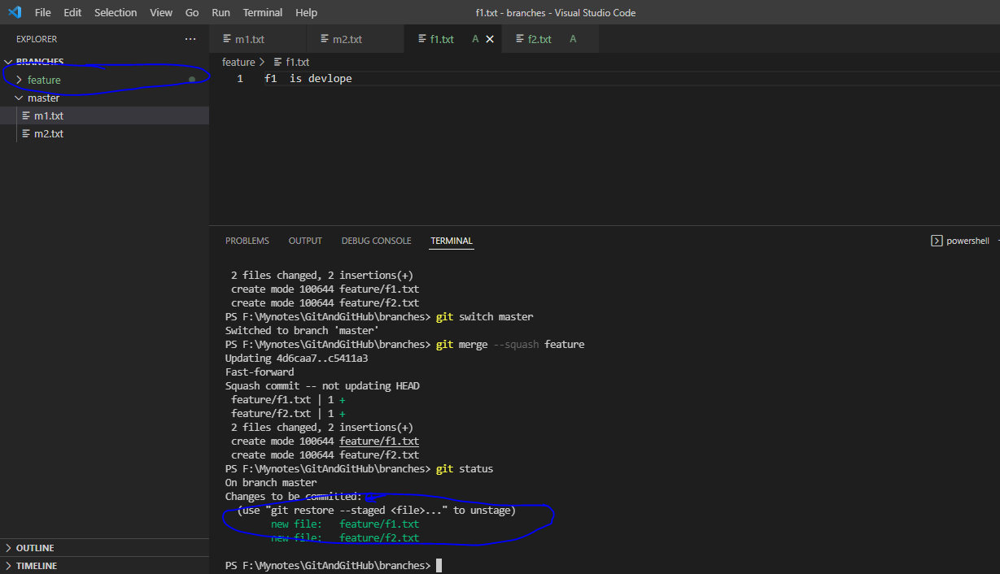 File Edit Selection View Go Run Terminal Help
f1.txt - branches - Visual Studio Code
EXPLORER
BRANCHES
feature
master
m1.txt
m2.txt
OUTLINE
TIMELINE
m1.txt m2.txt f1.txt A f2.txt A
feature > f1.txt
1 f1  is devlope
PROBLEMS OUTPUT DEBUG CONSOLE TERMINAL
powershell
2 files changed, 2 insertions(+)
create mode 100644 feature/f1.txt
create mode 100644 feature/f2.txt
PS F:\Mynotes\GitAndGitHub\branches> git switch master
Switched to branch 'master'
PS F:\Mynotes\GitAndGitHub\branches> git merge --squash feature
Updating 4d6caa7..c5411a3
Fast-forward
Squash commit -- not updating HEAD
feature/f1.txt | 1 +
feature/f2.txt | 1 +
2 files changed, 2 insertions(+)
create mode 100644 feature/f1.txt
create mode 100644 feature/f2.txt
PS F:\Mynotes\GitAndGitHub\branches> git status
On branch master
Changes to be committed:
(use "git restore --staged <file>..." to unstage)
new file:   feature/f1.txt
new file:   feature/f2.txt
PS F:\Mynotes\GitAndGitHub\branches>